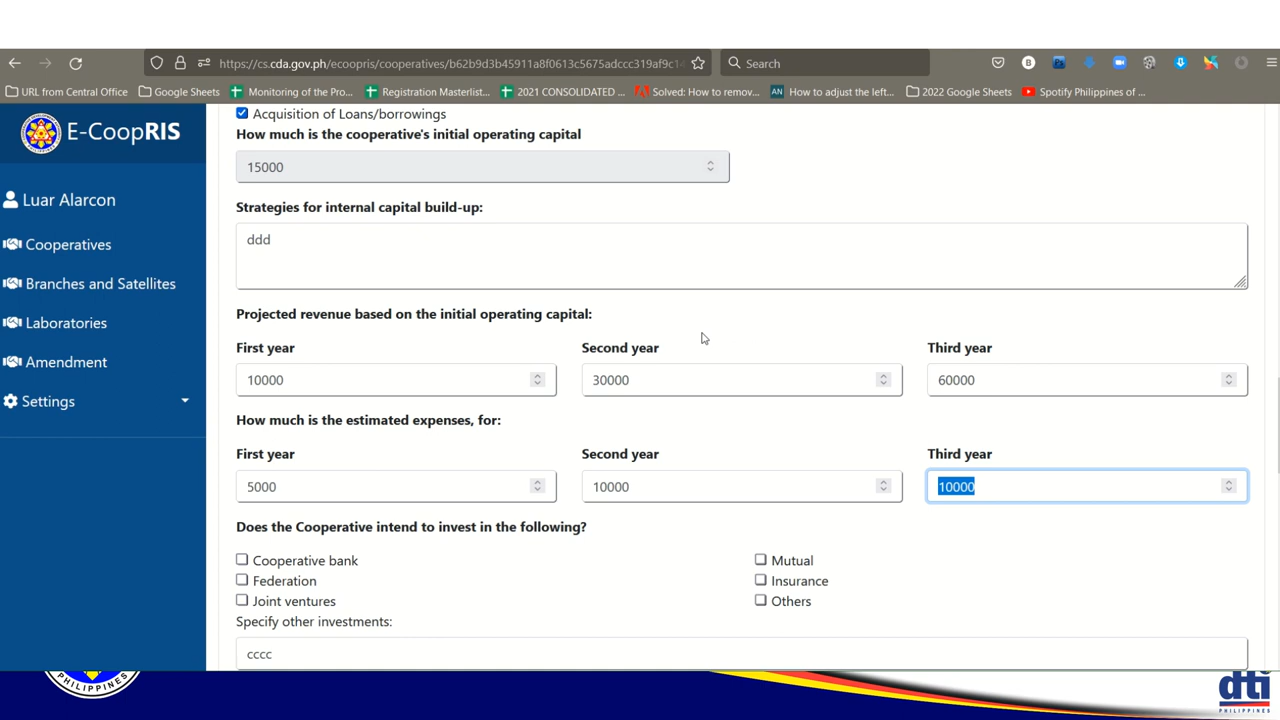 https://cs.cda.gov.ph/ecoopris/cooperatives/b62b9d3b45911a8f0613c5675adccc319af9c14
Search
URL from Central Office
Google Sheets
Monitoring of the Pro...
Registration Masterlist...
2021 CONSOLIDATED ...
Solved: How to remov...
AN How to adjust the left...
2022 Google Sheets
Spotify Philippines of ...
E-CoopRIS
Luar Alarcon
Cooperatives
Branches and Satellites
Laboratories
Amendment
Settings
Acquisition of Loans/borrowings
How much is the cooperative's initial operating capital
15000
Strategies for internal capital build-up:
ddd
Projected revenue based on the initial operating capital:
First year Second year Third year
10000 30000 60000
How much is the estimated expenses, for:
First year Second year Third year
5000 10000 10000
Does the Cooperative intend to invest in the following?
Cooperative bank Mutual
Federation Insurance
Joint ventures Others
Specify other investments:
cccc
PHILIPPINES
dti
PHILIPPINES